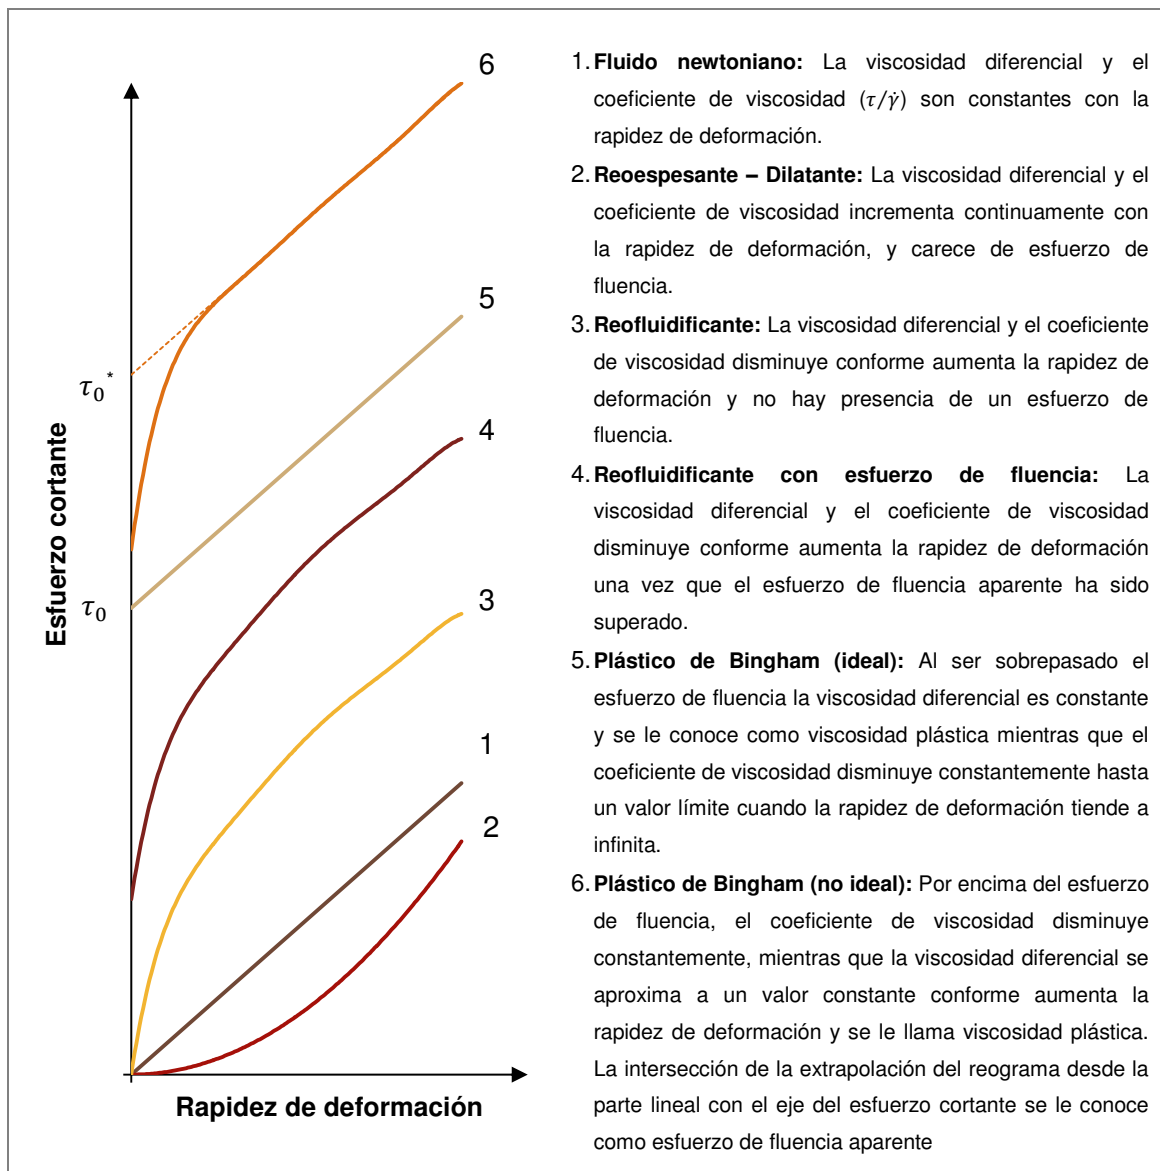 6
5
τ₀*
4
τ₀
3
1
2
Esfuerzo cortante
Rapidez de deformación
1. Fluido newtoniano: La viscosidad diferencial y el
coeficiente de viscosidad (τ/γ̇) son constantes con la
rapidez de deformación.
2. Reoespesante – Dilatante: La viscosidad diferencial y el
coeficiente de viscosidad incrementa continuamente con
la rapidez de deformación, y carece de esfuerzo de
fluencia.
3. Reofluidificante: La viscosidad diferencial y el coeficiente
de viscosidad disminuye conforme aumenta la rapidez de
deformación y no hay presencia de un esfuerzo de
fluencia.
4. Reofluidificante con esfuerzo de fluencia: La
viscosidad diferencial y el coeficiente de viscosidad
disminuye conforme aumenta la rapidez de deformación
una vez que el esfuerzo de fluencia aparente ha sido
superado.
5. Plástico de Bingham (ideal): Al ser sobrepasado el
esfuerzo de fluencia la viscosidad diferencial es constante
y se le conoce como viscosidad plástica mientras que el
coeficiente de viscosidad disminuye constantemente hasta
un valor límite cuando la rapidez de deformación tiende a
infinita.
6. Plástico de Bingham (no ideal): Por encima del esfuerzo
de fluencia, el coeficiente de viscosidad disminuye
constantemente, mientras que la viscosidad diferencial se
aproxima a un valor constante conforme aumenta la
rapidez de deformación y se le llama viscosidad plástica.
La intersección de la extrapolación del reograma desde la
parte lineal con el eje del esfuerzo cortante se le conoce
como esfuerzo de fluencia aparente